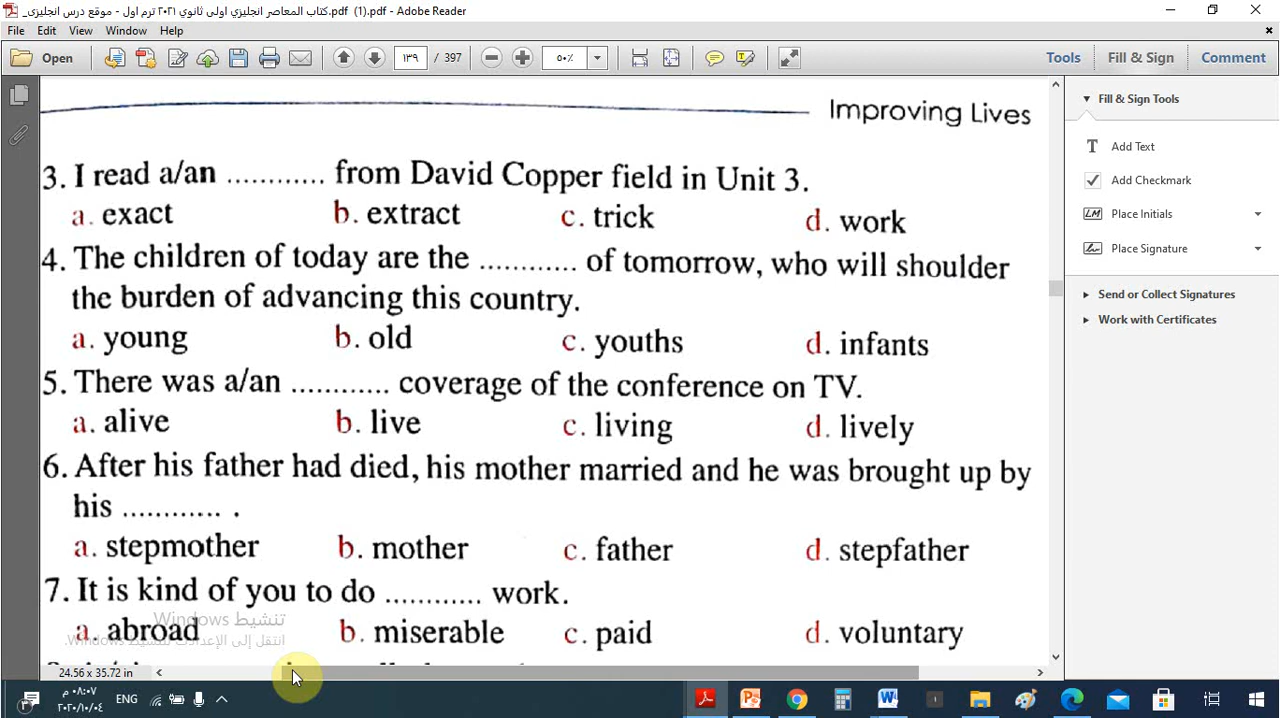 كتاب المعاصر انجليزي اولى ثانوي ٢٠٢١ ترم اول - موقع درس انجليزى_.pdf (1).pdf - Adobe Reader
File Edit View Window Help
Open ١٣٩ / 397 ٥٠٪ Tools Fill & Sign Comment
Improving Lives
3. I read a/an ............ from David Copper field in Unit 3.
a. exact b. extract c. trick d. work
4. The children of today are the ............ of tomorrow, who will shoulder
the burden of advancing this country.
a. young b. old c. youths d. infants
5. There was a/an ............ coverage of the conference on TV.
a. alive b. live c. living d. lively
6. After his father had died, his mother married and he was brought up by
his ............ .
a. stepmother b. mother c. father d. stepfather
7. It is kind of you to do ............ work.
a. abroad b. miserable c. paid d. voluntary
Fill & Sign Tools
T Add Text
Add Checkmark
Place Initials
Place Signature
Send or Collect Signatures
Work with Certificates
تنشيط Windows
انتقل إلى الإعدادات لتنشيط Windows.
24.56 x 35.72 in
ENG
٠٨:٠٧ م
٢٠٢٠/١٠/٠٤